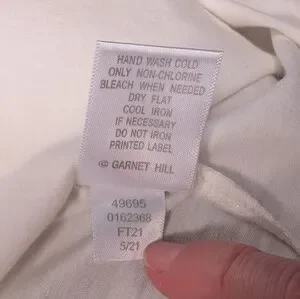 HAND WASH COLD
ONLY NON-CHLORINE
BLEACH WHEN NEEDED
DRY FLAT
COOL IRON
IF NECESSARY
DO NOT IRON
PRINTED LABEL
© GARNET HILL
49695
0162368
FT21
5/21